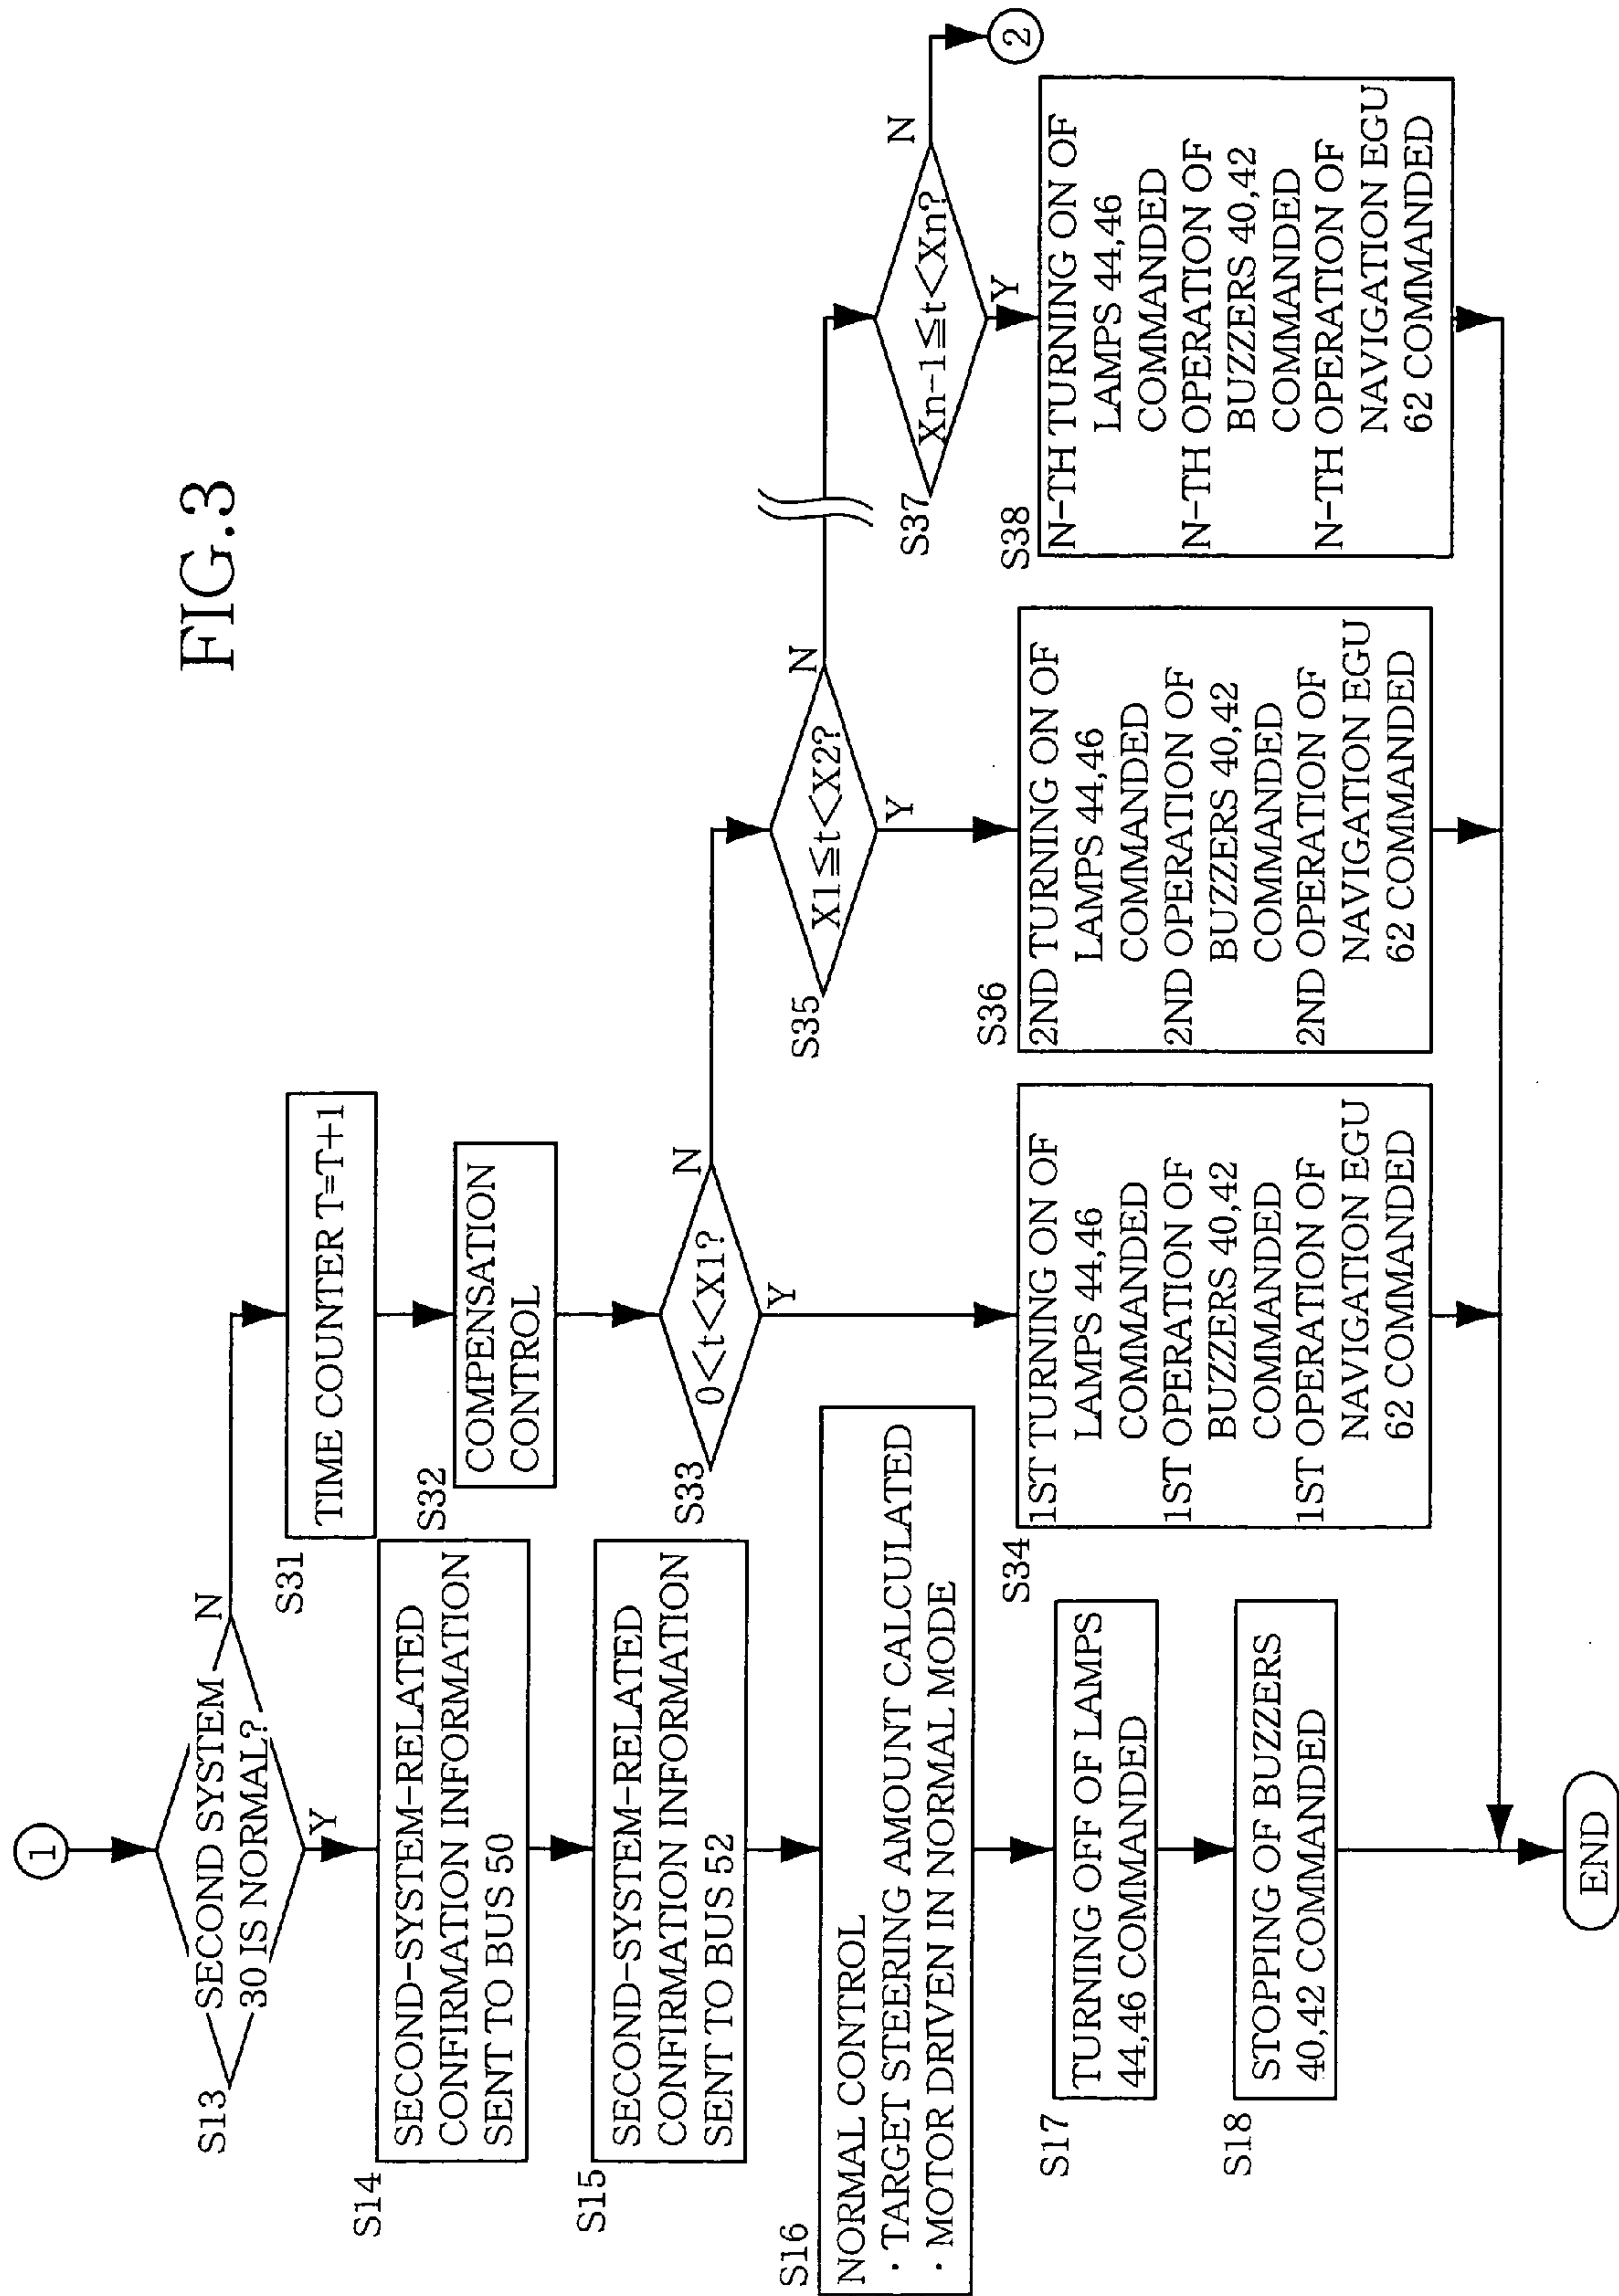 FIG.3
1
S13
SECOND SYSTEM
30 IS NORMAL?
N
Y
S14
SECOND-SYSTEM-RELATED
CONFIRMATION INFORMATION
SENT TO BUS 50
S15
SECOND-SYSTEM-RELATED
CONFIRMATION INFORMATION
SENT TO BUS 52
S16
NORMAL CONTROL
· TARGET STEERING AMOUNT CALCULATED
· MOTOR DRIVEN IN NORMAL MODE
S17
TURNING OFF OF LAMPS
44,46 COMMANDED
S18
STOPPING OF BUZZERS
40,42 COMMANDED
END
S31
TIME COUNTER T=T+1
S32
COMPENSATION
CONTROL
S33
0<t<X1?
N
Y
S34
1ST TURNING ON OF
LAMPS 44,46
COMMANDED
1ST OPERATION OF
BUZZERS 40,42
COMMANDED
1ST OPERATION OF
NAVIGATION EGU
62 COMMANDED
S35
X1≦t<X2?
N
Y
S36
2ND TURNING ON OF
LAMPS 44,46
COMMANDED
2ND OPERATION OF
BUZZERS 40,42
COMMANDED
2ND OPERATION OF
NAVIGATION EGU
62 COMMANDED
S37
Xn-1≦t<Xn?
N
Y
S38
N-TH TURNING ON OF
LAMPS 44,46
COMMANDED
N-TH OPERATION OF
BUZZERS 40,42
COMMANDED
N-TH OPERATION OF
NAVIGATION EGU
62 COMMANDED
2